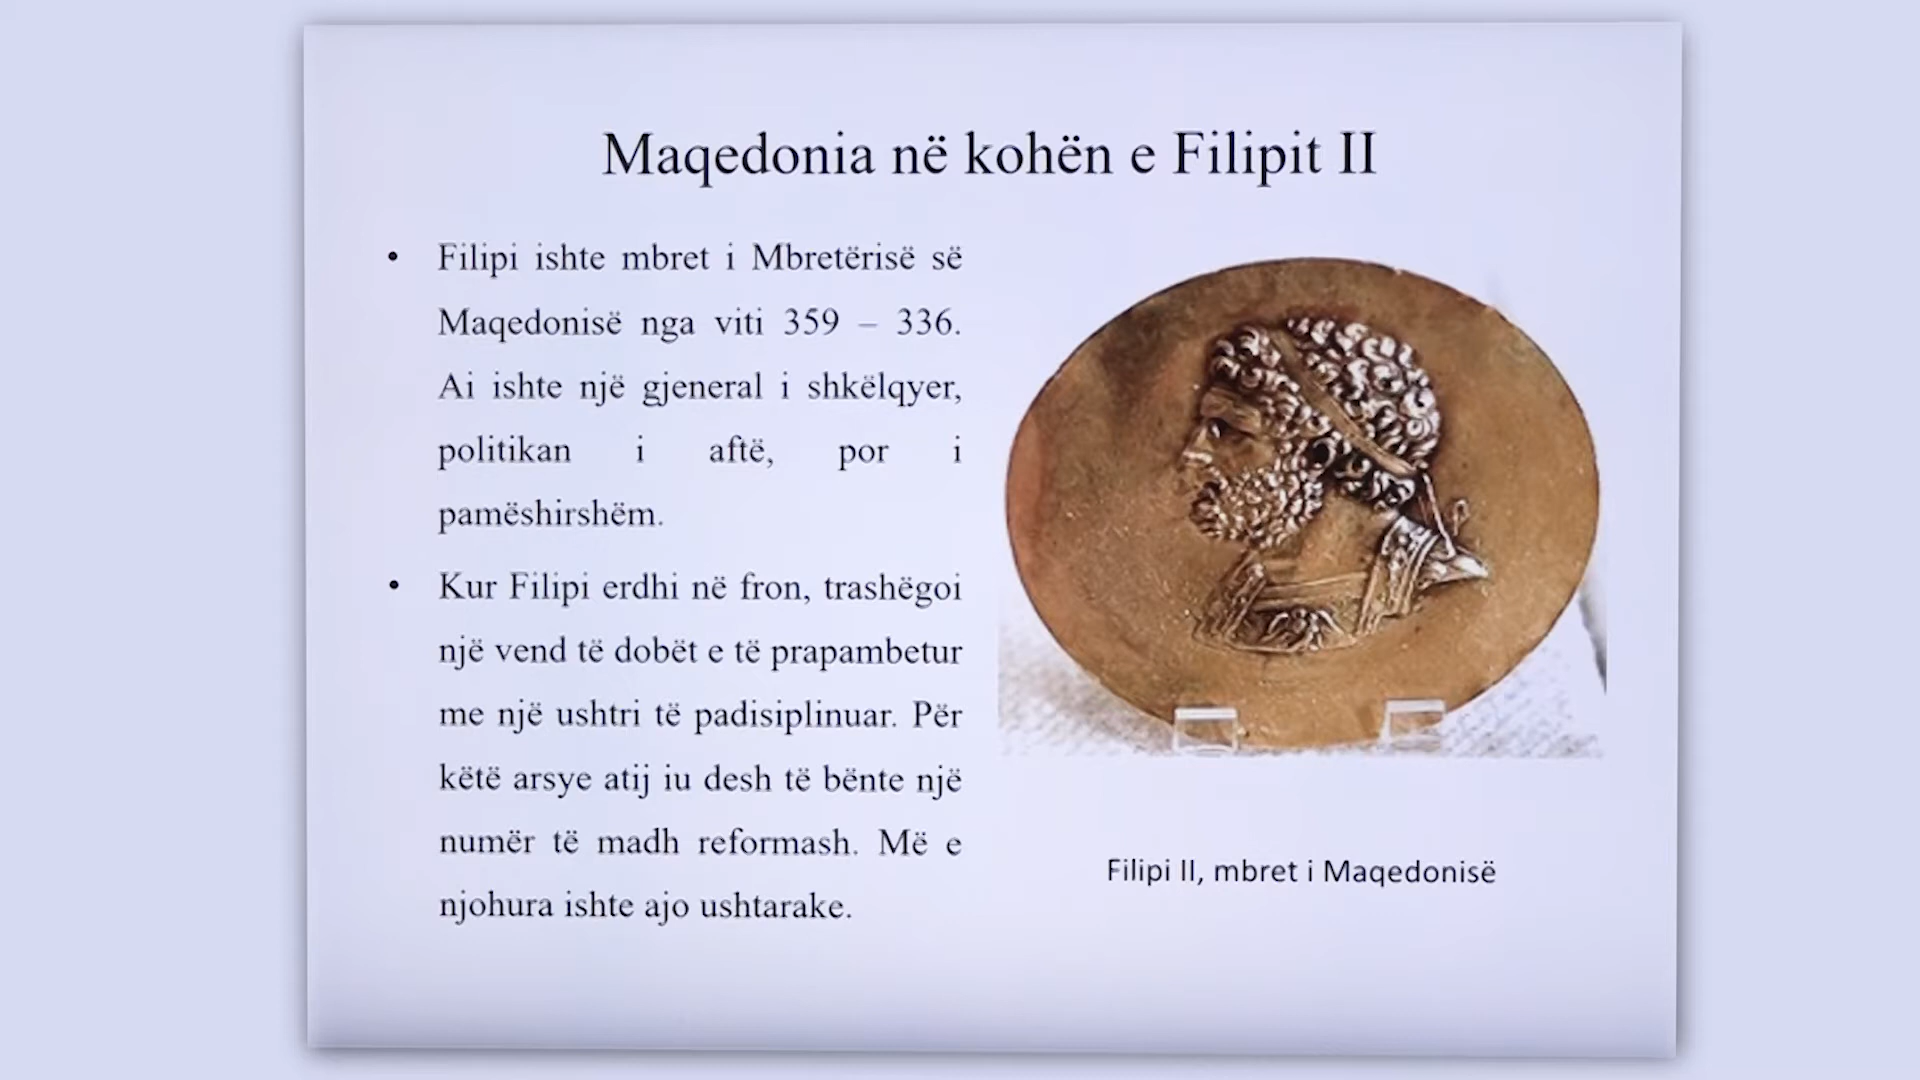 Maqedonia në kohën e Filipit II
• Filipi ishte mbret i Mbretërisë së
Maqedonisë nga viti 359 – 336.
Ai ishte një gjeneral i shkëlqyer,
politikan i aftë, por i
pamëshirshëm.
• Kur Filipi erdhi në fron, trashëgoi
një vend të dobët e të prapambetur
me një ushtri të padisiplinuar. Për
këtë arsye atij iu desh të bënte një
numër të madh reformash. Më e
njohura ishte ajo ushtarake.
Filipi II, mbret i Maqedonisë